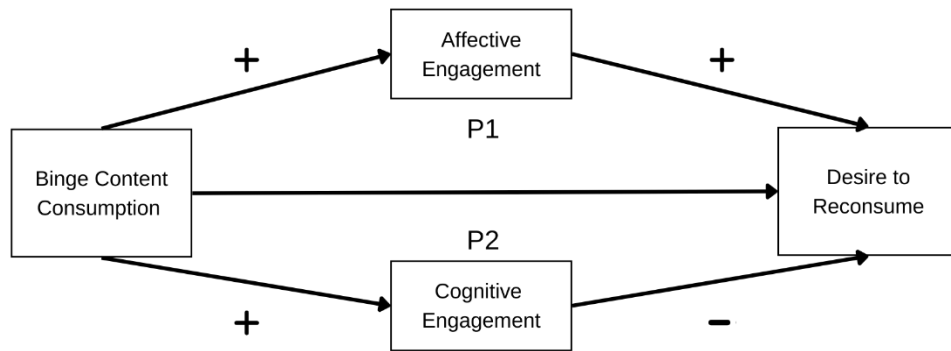 Affective
Engagement
+
+
P1
Binge Content
Consumption
Desire to
Reconsume
P2
Cognitive
Engagement
+
-